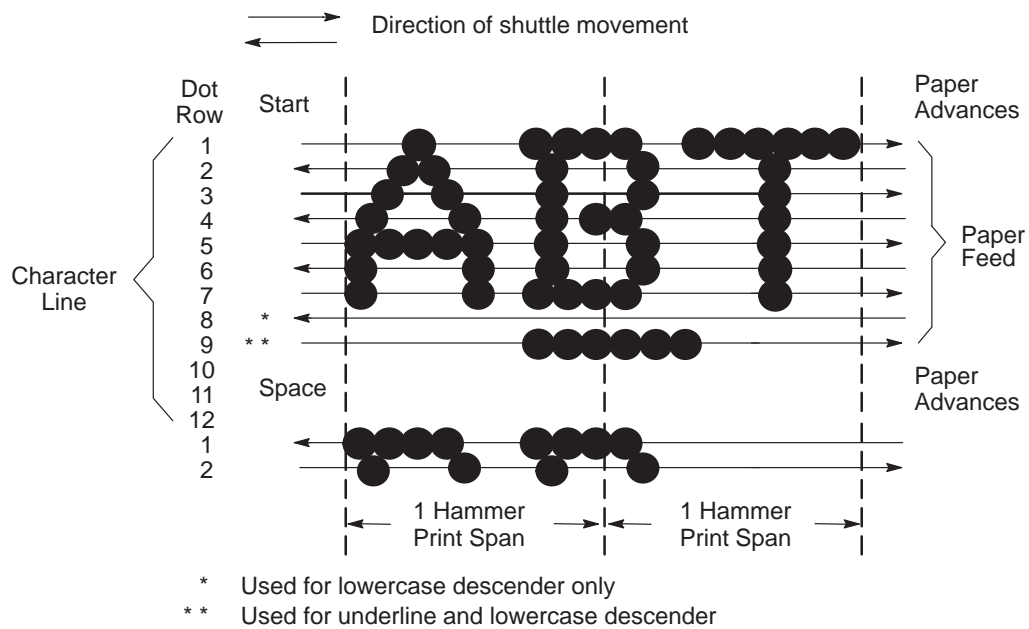 Direction of shuttle movement
Dot
Row
Start
Paper
Advances
1
2
3
4
5
6
7
8 *
9 * *
10
11
12
1
2
Character
Line
Paper
Feed
Space
Paper
Advances
1 Hammer
Print Span
1 Hammer
Print Span
* Used for lowercase descender only
* * Used for underline and lowercase descender